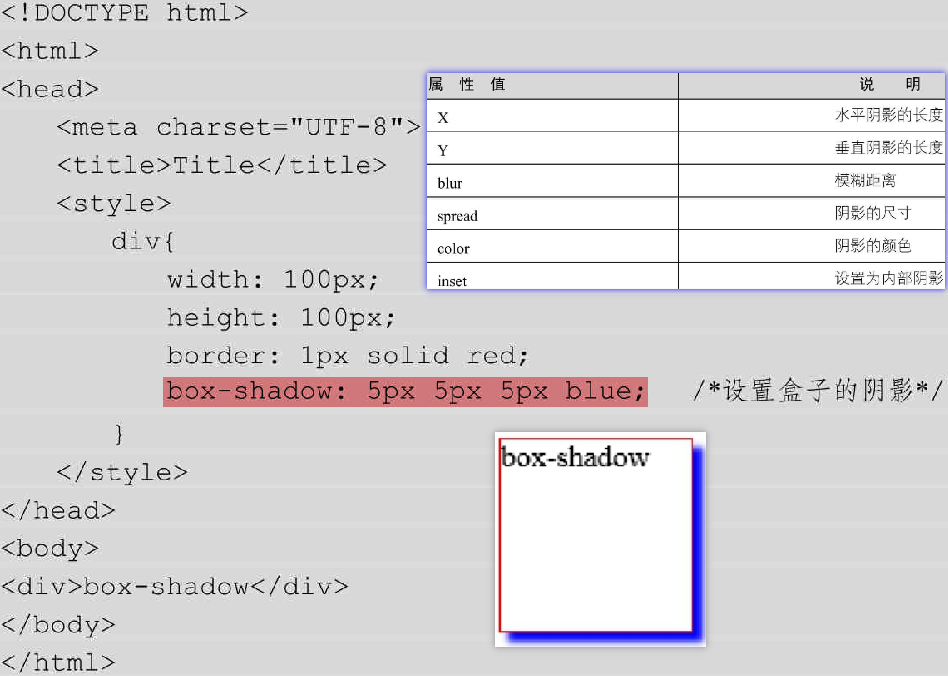 <!DOCTYPE html>
<html>
<head>
<meta charset="UTF-8">
<title>Title</title>
<style>
div{
width: 100px;
height: 100px;
border: 1px solid red;
box-shadow: 5px 5px 5px blue; /*设置盒子的阴影*/
}
</style>
</head>
<body>
<div>box-shadow</div>
</body>
</html>
属 性 值 说 明
X 水平阴影的长度
Y 垂直阴影的长度
blur 模糊距离
spread 阴影的尺寸
color 阴影的颜色
inset 设置为内部阴影
box-shadow